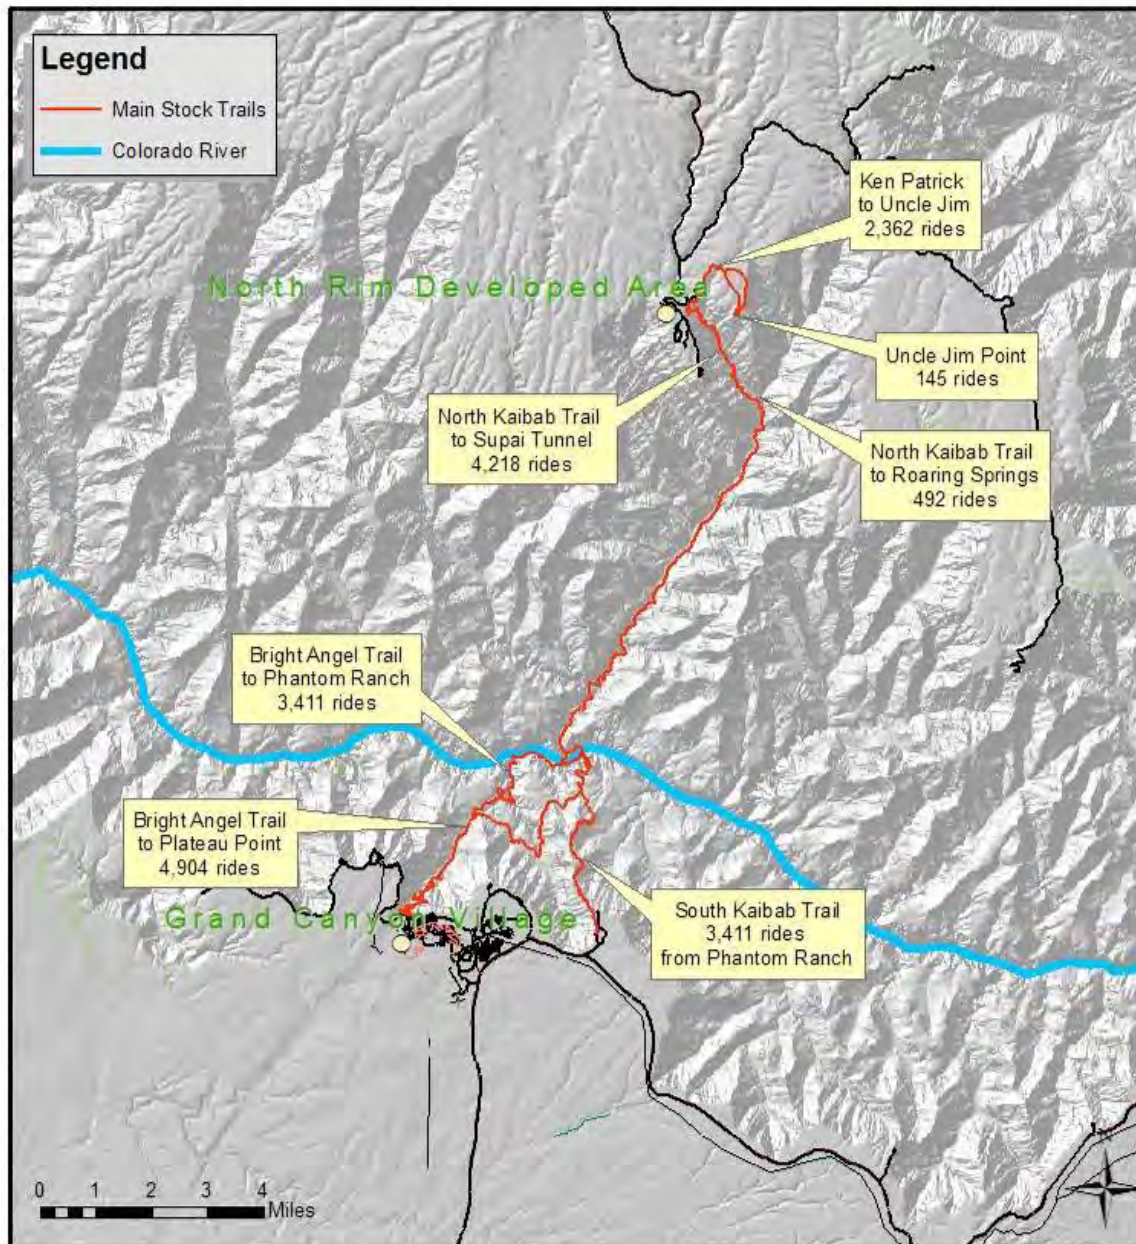 Legend
Main Stock Trails
Colorado River
Ken Patrick
to Uncle Jim
2,362 rides
North Rim Developed Area
Uncle Jim Point
145 rides
North Kaibab Trail
to Supai Tunnel
4,218 rides
North Kaibab Trail
to Roaring Springs
492 rides
Bright Angel Trail
to Phantom Ranch
3,411 rides
Bright Angel Trail
to Plateau Point
4,904 rides
Grand Canyon Village
South Kaibab Trail
3,411 rides
from Phantom Ranch
0 1 2 3 4
Miles